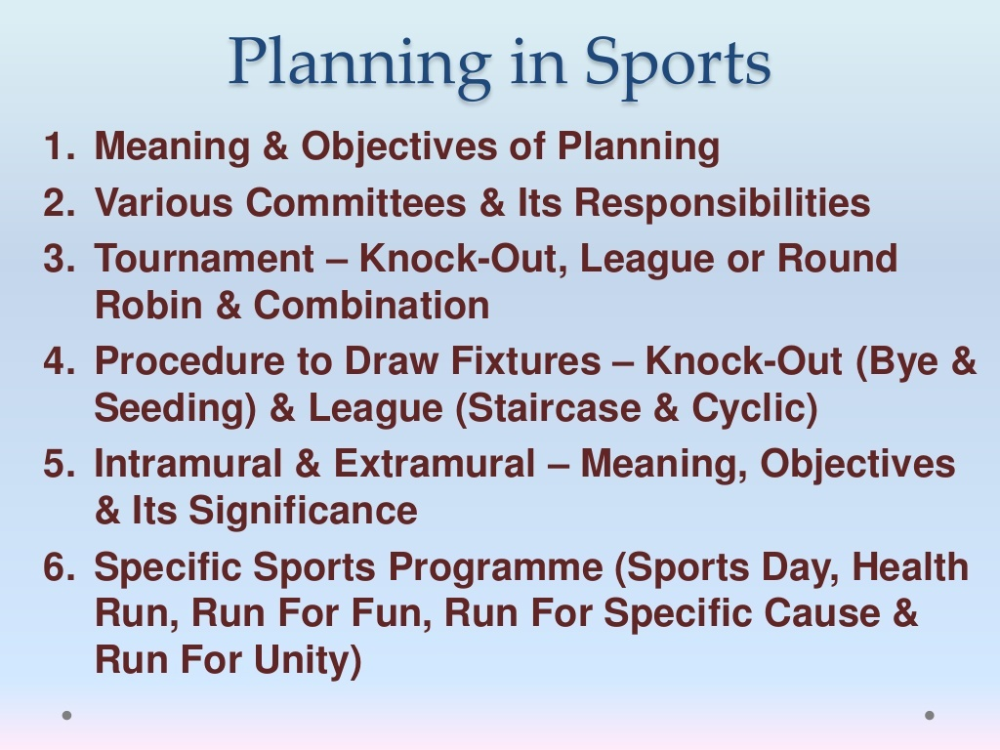 Planning in Sports
1. Meaning & Objectives of Planning
2. Various Committees & Its Responsibilities
3. Tournament – Knock-Out, League or Round
Robin & Combination
4. Procedure to Draw Fixtures – Knock-Out (Bye &
Seeding) & League (Staircase & Cyclic)
5. Intramural & Extramural – Meaning, Objectives
& Its Significance
6. Specific Sports Programme (Sports Day, Health
Run, Run For Fun, Run For Specific Cause &
Run For Unity)